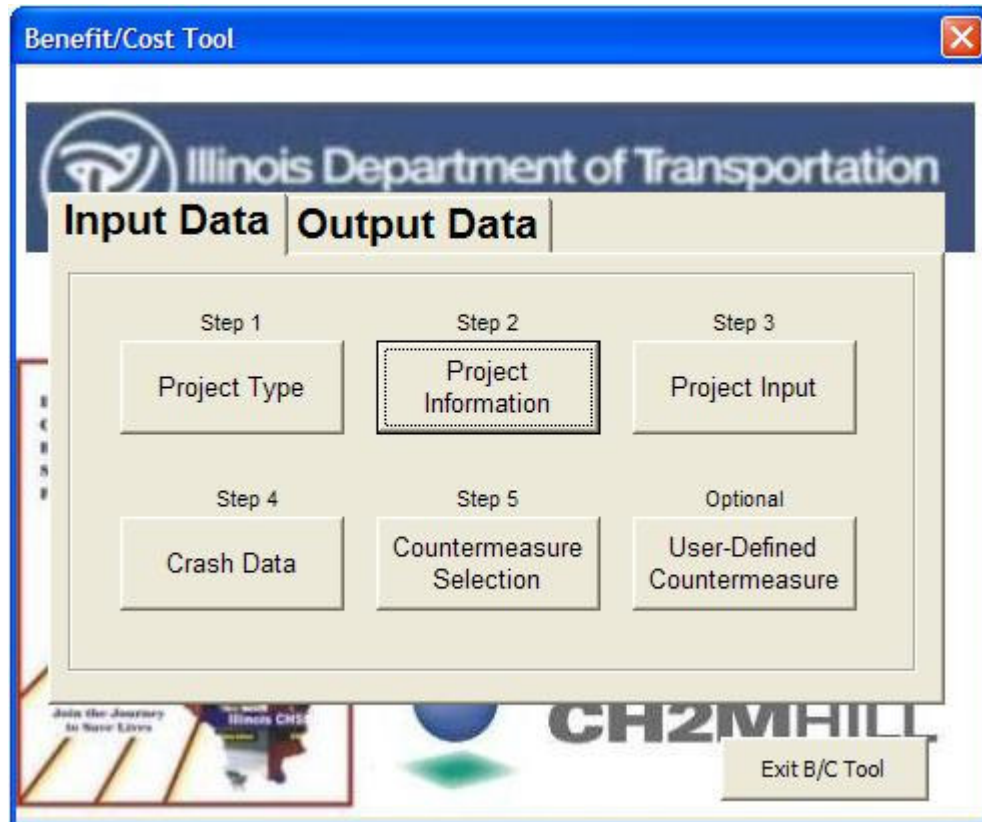 Benefit/Cost Tool
Illinois Department of Transportation
Input Data Output Data
Step 1 Step 2 Step 3
Project Type Project Information Project Input
Step 4 Step 5 Optional
Crash Data Countermeasure Selection User-Defined Countermeasure
Join the Journey
to Save Lives
Illinois
CH2MHILL
Exit B/C Tool